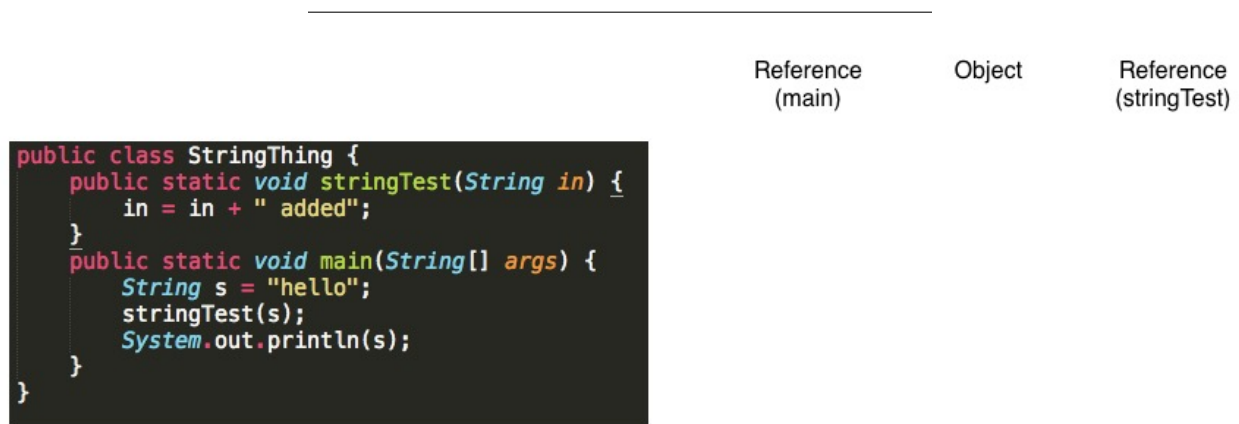 Reference Object Reference
(main) (stringTest)
public class StringThing {
    public static void stringTest(String in) {
        in = in + " added";
    }
    public static void main(String[] args) {
        String s = "hello";
        stringTest(s);
        System.out.println(s);
    }
}